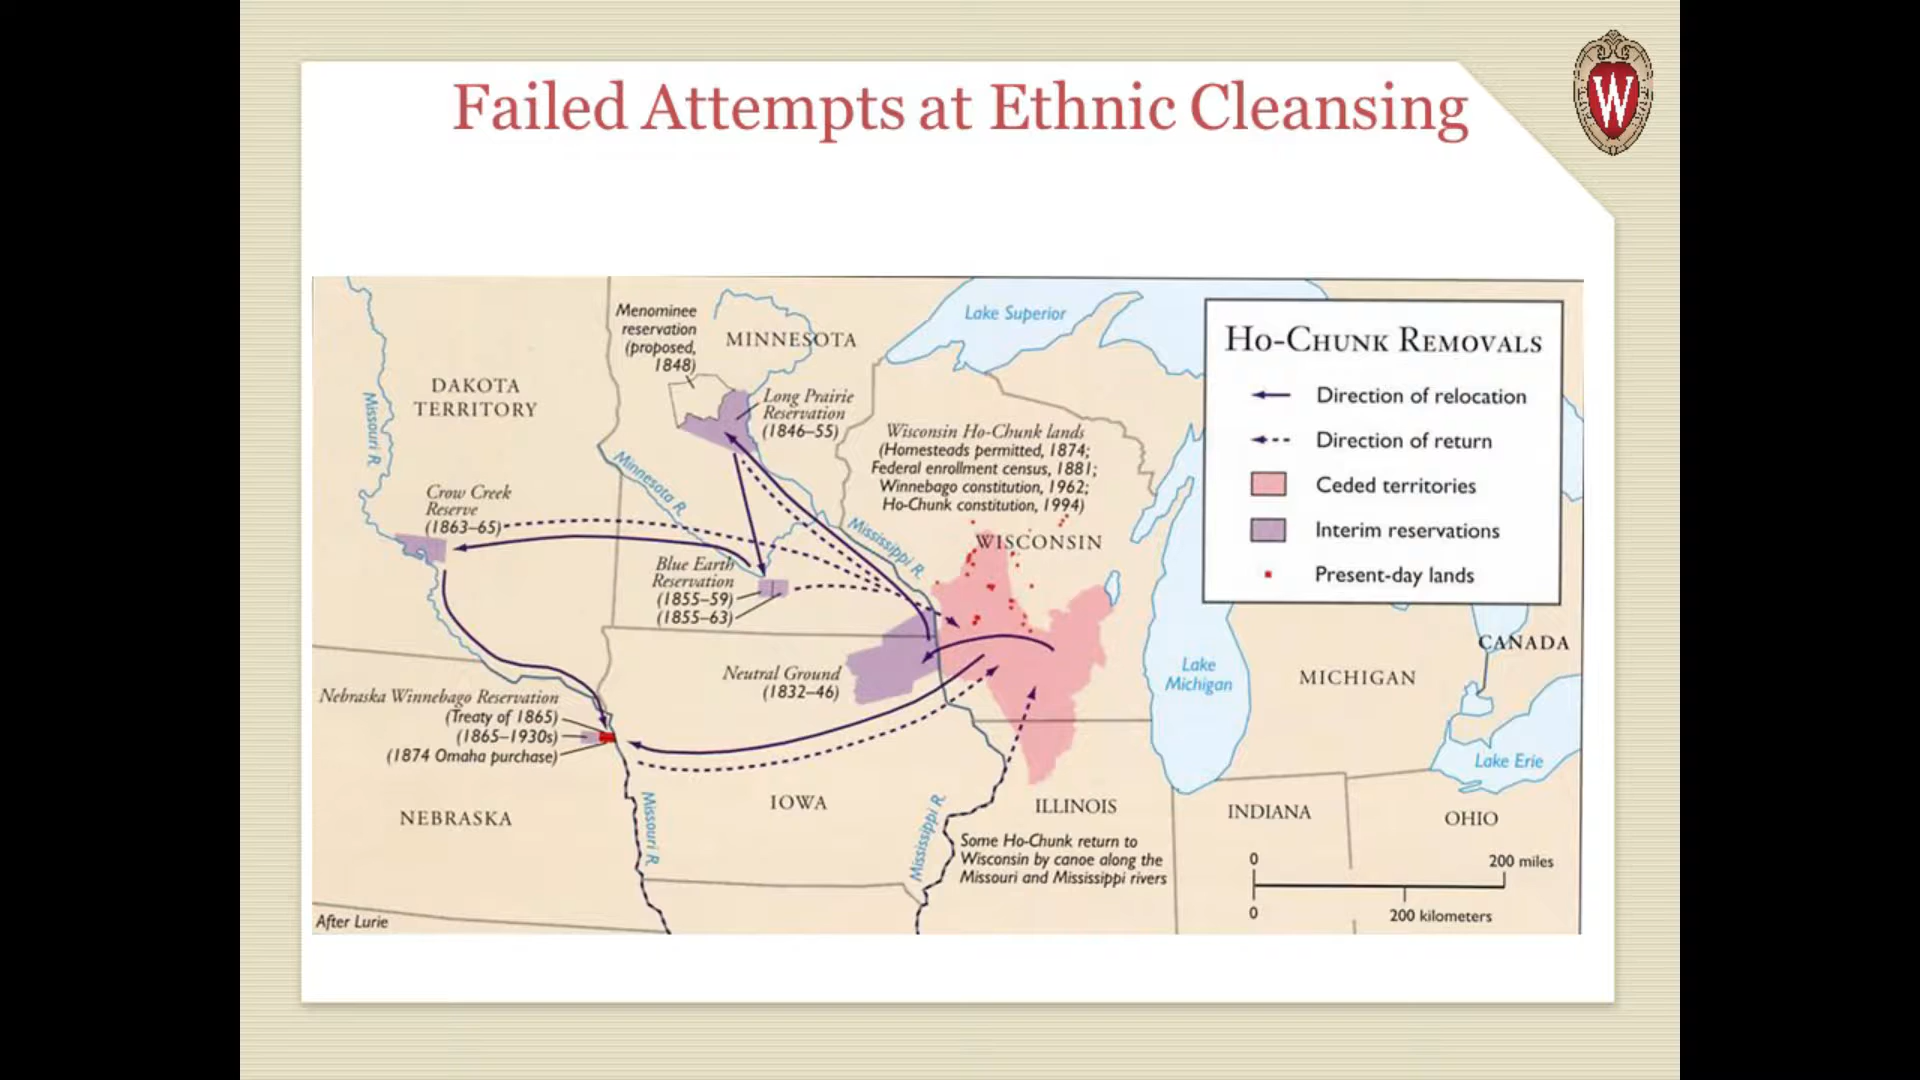 Failed Attempts at Ethnic Cleansing
W
Menominee
reservation
(proposed,
1848)
MINNESOTA
Lake Superior
HO-CHUNK REMOVALS
Direction of relocation
Direction of return
Ceded territories
Interim reservations
Present-day lands
DAKOTA
TERRITORY
Missouri R.
Long Prairie
Reservation
(1846–55)
Wisconsin Ho-Chunk lands
(Homesteads permitted, 1874;
Federal enrollment census, 1881;
Winnebago constitution, 1962;
Ho-Chunk constitution, 1994)
Minnesota R.
Crow Creek
Reserve
(1863–65)
Mississippi R.
WISCONSIN
Blue Earth
Reservation
(1855–59)
(1855–63)
CANADA
Neutral Ground
(1832–46)
Lake
Michigan
MICHIGAN
Nebraska Winnebago Reservation
(Treaty of 1865)
(1865–1930s)
(1874 Omaha purchase)
Lake Erie
NEBRASKA
Missouri R.
IOWA
Mississippi R.
ILLINOIS
INDIANA
OHIO
Some Ho-Chunk return to
Wisconsin by canoe along the
Missouri and Mississippi rivers
0 200 miles
0 200 kilometers
After Lurie